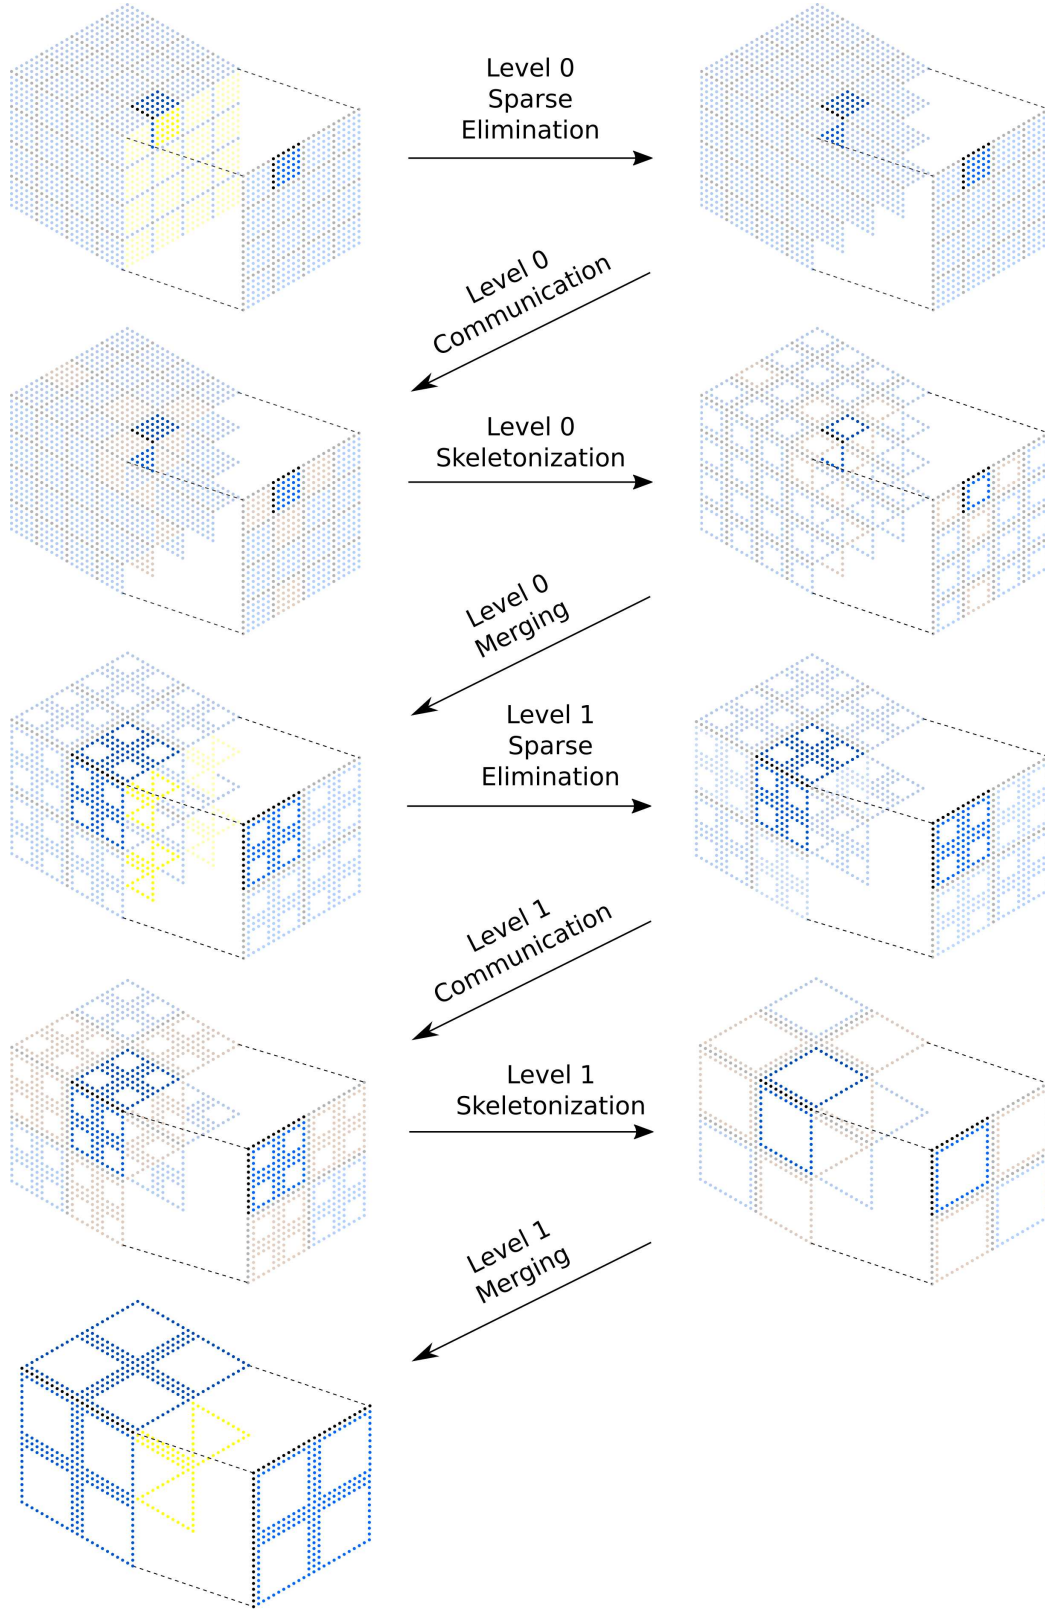 Level 0
Sparse
Elimination
Level 0
Communication
Level 0
Skeletonization
Level 0
Merging
Level 1
Sparse
Elimination
Level 1
Communication
Level 1
Skeletonization
Level 1
Merging